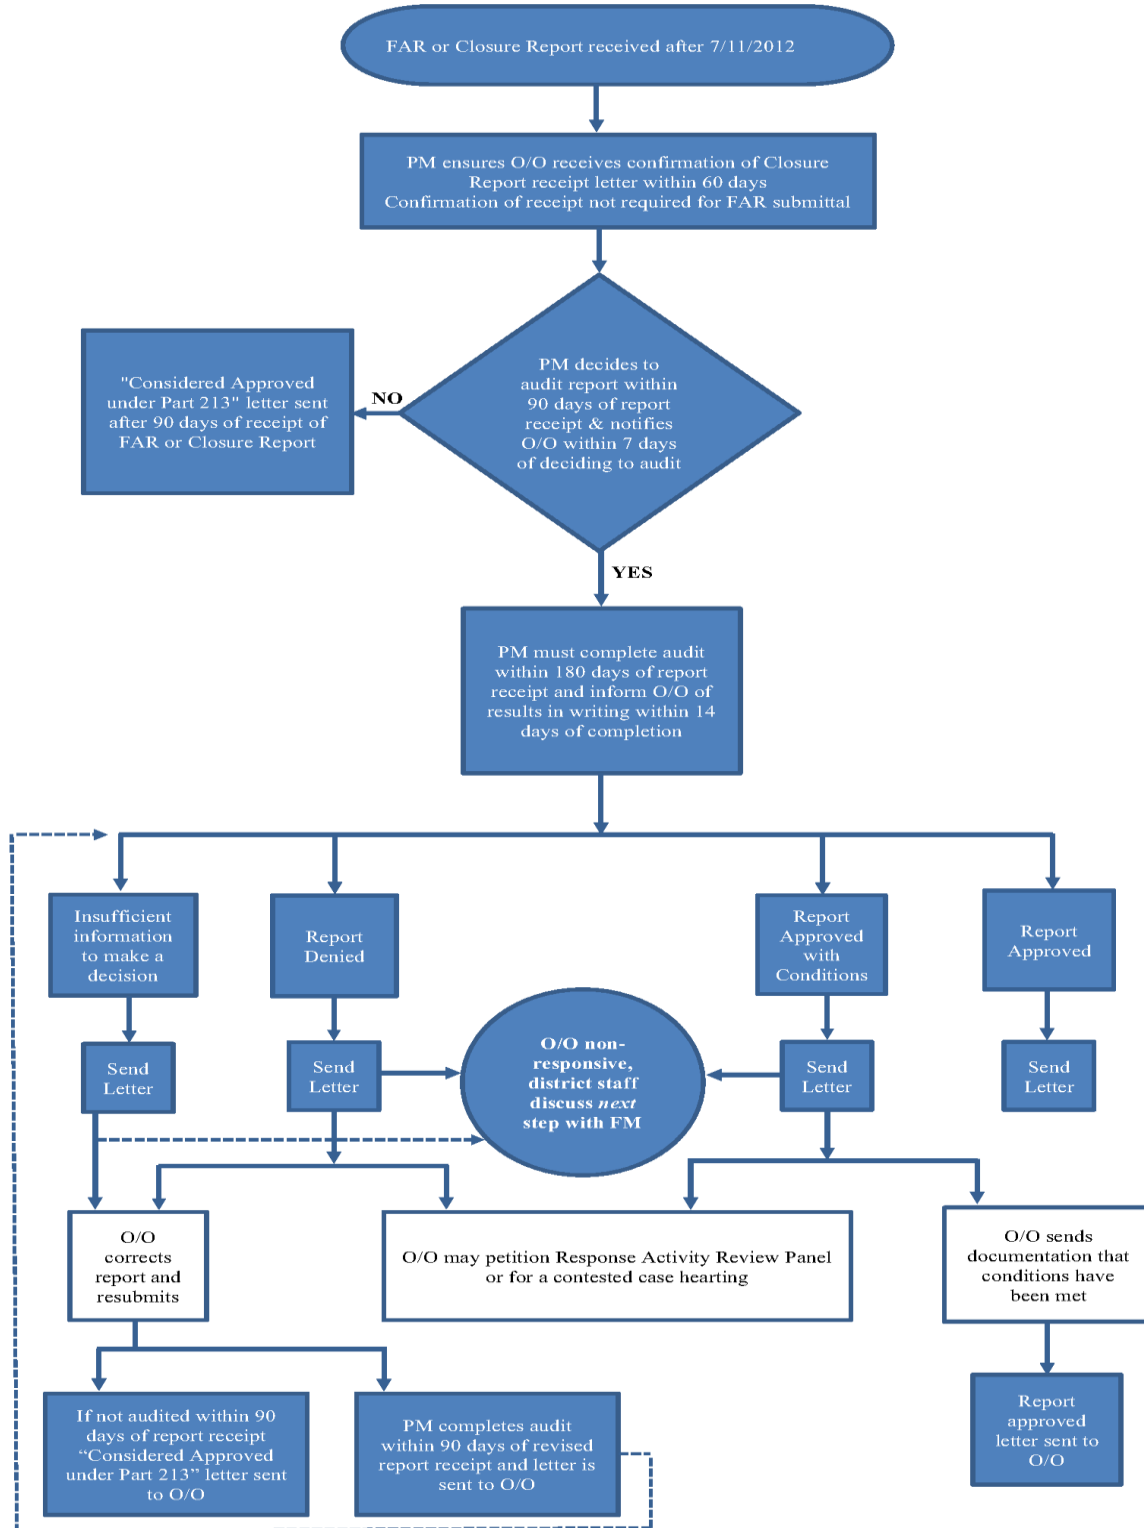 FAR or Closure Report received after 7/11/2012
PM ensures O/O receives confirmation of Closure
Report receipt letter within 60 days
Confirmation of receipt not required for FAR submittal
PM decides to
audit report within
90 days of report
receipt & notifies
O/O within 7 days
of deciding to audit
NO
"Considered Approved
under Part 213" letter sent
after 90 days of receipt of
FAR or Closure Report
YES
PM must complete audit
within 180 days of report
receipt and inform O/O of
results in writing within 14
days of completion
Insufficient
information
to make a
decision
Report
Denied
Report
Approved
with
Conditions
Report
Approved
Send
Letter
Send
Letter
O/O non-
responsive,
district staff
discuss next
step with FM
Send
Letter
Send
Letter
O/O
corrects
report and
resubmits
O/O may petition Response Activity Review Panel
or for a contested case hearting
O/O sends
documentation that
conditions have
been met
If not audited within 90
days of report receipt
“Considered Approved
under Part 213” letter sent
to O/O
PM completes audit
within 90 days of revised
report receipt and letter is
sent to O/O
Report
approved
letter sent to
O/O